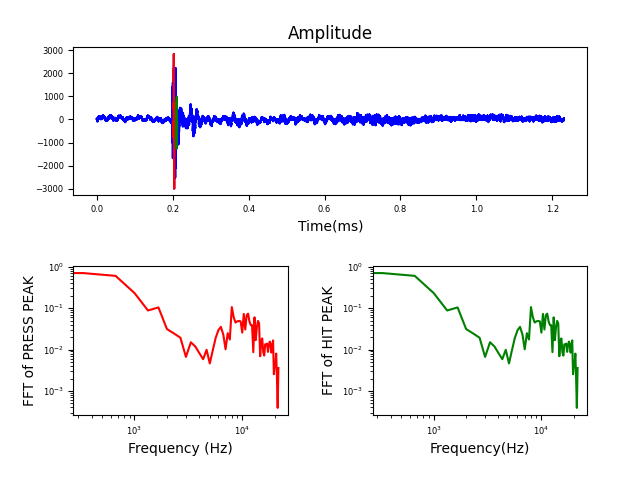 Amplitude
3000
2000
1000
0
−1000
−2000
−3000
0.0 0.2 0.4 0.6 0.8 1.0 1.2
Time(ms)
FFT of PRESS PEAK
10⁰
10⁻¹
10⁻²
10⁻³
10³ 10⁴
Frequency (Hz)
FFT of HIT PEAK
10⁰
10⁻¹
10⁻²
10⁻³
10³ 10⁴
Frequency(Hz)